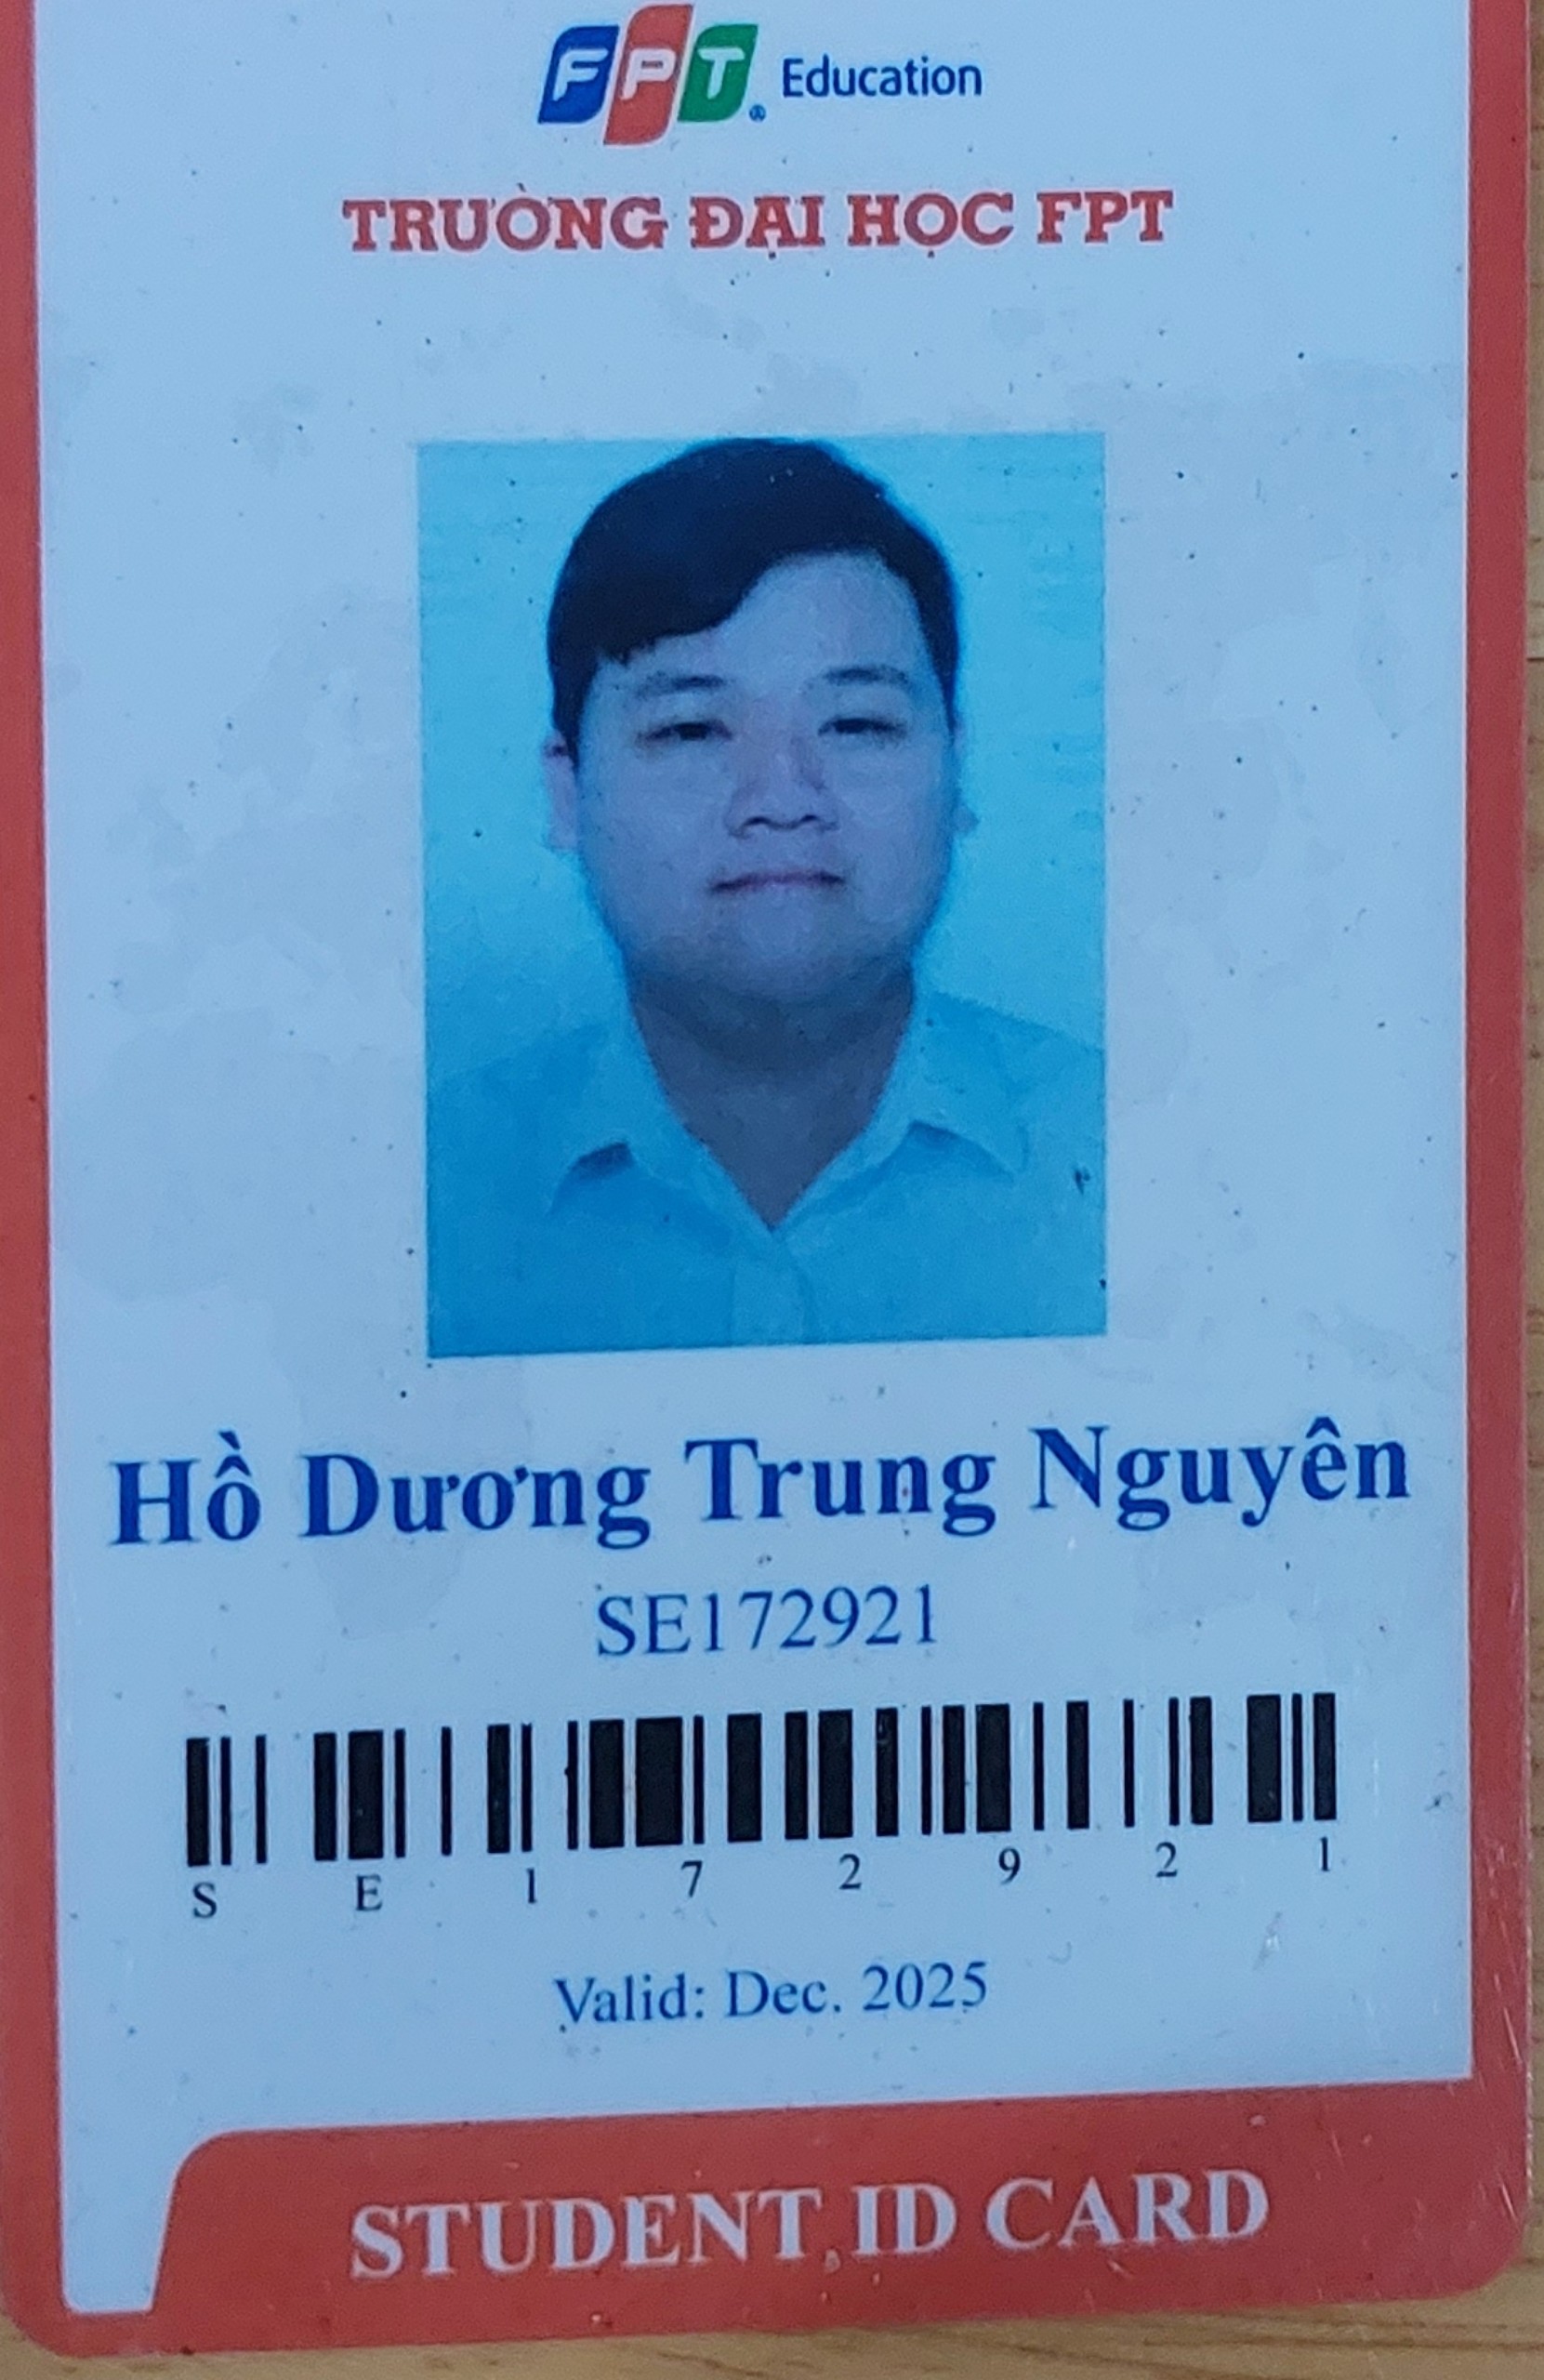 FPT Education
TRƯỜNG ĐẠI HỌC FPT
Hồ Dương Trung Nguyên
SE172921
S E 1 7 2 9 2 1
Valid: Dec. 2025
STUDENT ID CARD